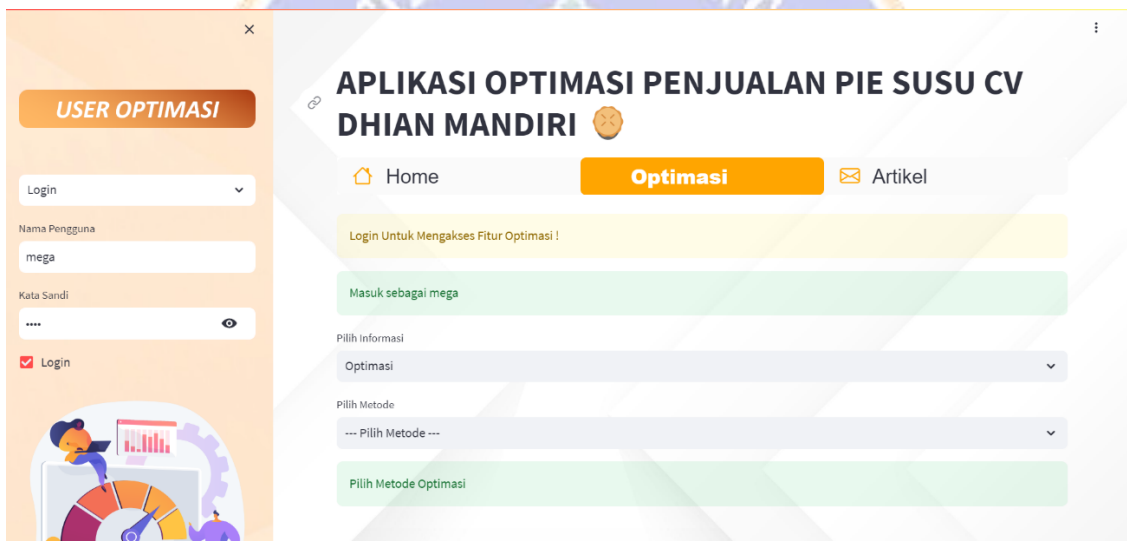 USER OPTIMASI
Login
Nama Pengguna
mega
Kata Sandi
••••
Login
APLIKASI OPTIMASI PENJUALAN PIE SUSU CV
DHIAN MANDIRI
Home
Optimasi
Artikel
Login Untuk Mengakses Fitur Optimasi !
Masuk sebagai mega
Pilih Informasi
Optimasi
Pilih Metode
--- Pilih Metode ---
Pilih Metode Optimasi